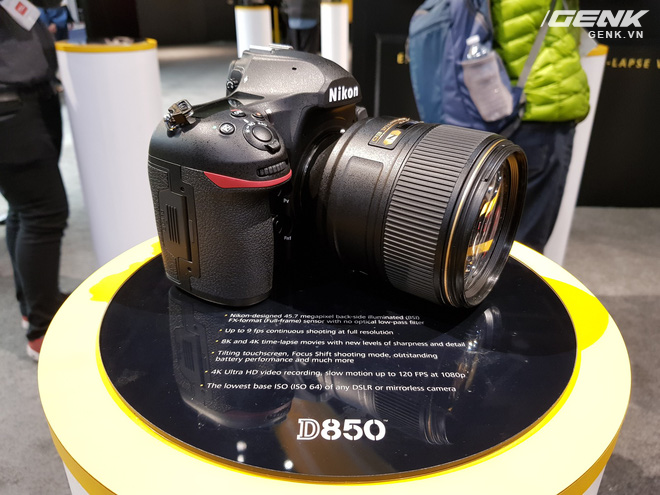 GENK
GENK.VN
E
-LAPSE
Nikon
• Nikon-designed 45.7 megapixel back-side illuminated (BSI)
FX-format (full-frame) sensor with no optical low-pass filter
• Up to 9 fps continuous shooting at full resolution
• 8K and 4K time-lapse movies with new levels of sharpness and detail
• Tilting touchscreen, Focus Shift shooting mode, outstanding
battery performance and much more
• 4K Ultra HD video recording, slow motion up to 120 FPS at 1080p
• The lowest base ISO (ISO 64) of any DSLR or mirrorless camera
D850™